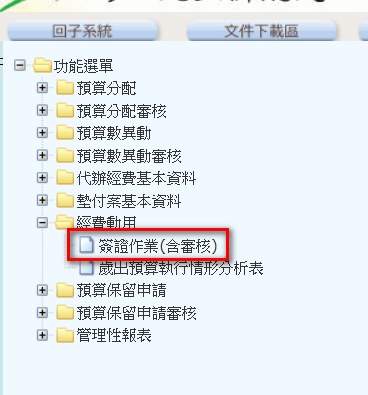 回子系統 文件下載區
功能選單
預算分配
預算分配審核
預算數異動
預算數異動審核
代辦經費基本資料
墊付案基本資料
經費動用
簽證作業(含審核)
歲出預算執行情形分析表
預算保留申請
預算保留申請審核
管理性報表